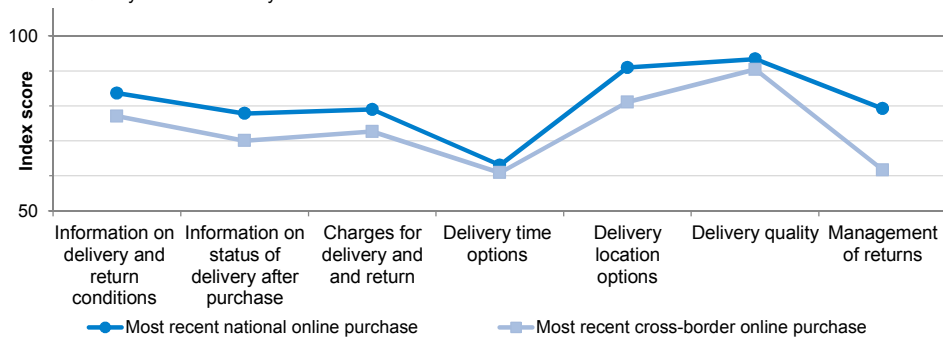 100
Index score
50
Information on
delivery and
return
conditions
Information on
status of
delivery after
purchase
Charges for
delivery and
and return
Delivery time
options
Delivery
location
options
Delivery quality
Management
of returns
Most recent national online purchase
Most recent cross-border online purchase